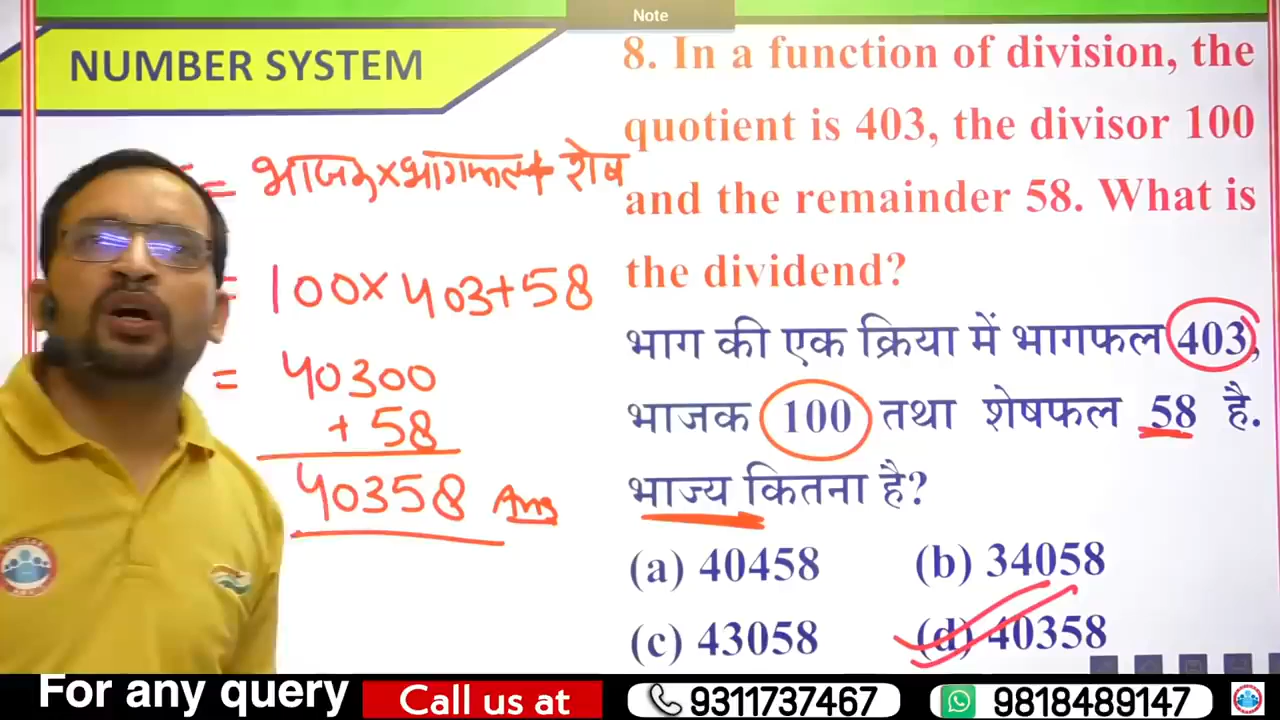 Note
NUMBER SYSTEM
= भाजक × भागफल + शेष
= 100 × 403 + 58
= 40300
+ 58
40358 Ans
8. In a function of division, the
quotient is 403, the divisor 100
and the remainder 58. What is
the dividend?
भाग की एक क्रिया में भागफल 403,
भाजक 100 तथा शेषफल 58 है.
भाज्य कितना है?
(a) 40458 (b) 34058
(c) 43058 (d) 40358
For any query Call us at 9311737467 9818489147